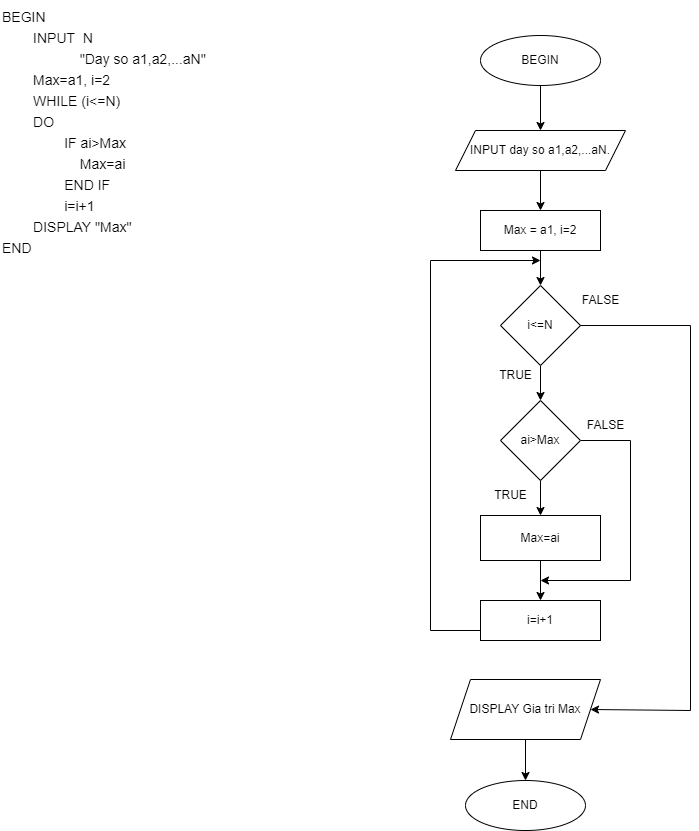 BEGIN
INPUT N
"Day so a1,a2,...aN"
Max=a1, i=2
WHILE (i<=N)
DO
IF ai>Max
Max=ai
END IF
i=i+1
DISPLAY "Max"
END
BEGIN
INPUT day so a1,a2,...aN.
Max = a1, i=2
i<=N
FALSE
TRUE
ai>Max
FALSE
TRUE
Max=ai
i=i+1
DISPLAY Gia tri Max
END